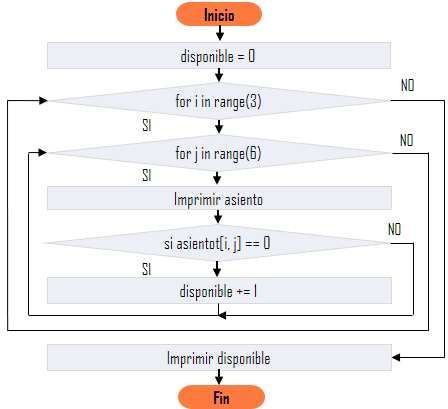 Inicio
disponible = 0
for i in range(3)
NO
SI
for j in range(6)
NO
SI
Imprimir asiento
si asientot[i, j] == 0
NO
SI
disponible += 1
Imprimir disponible
Fin